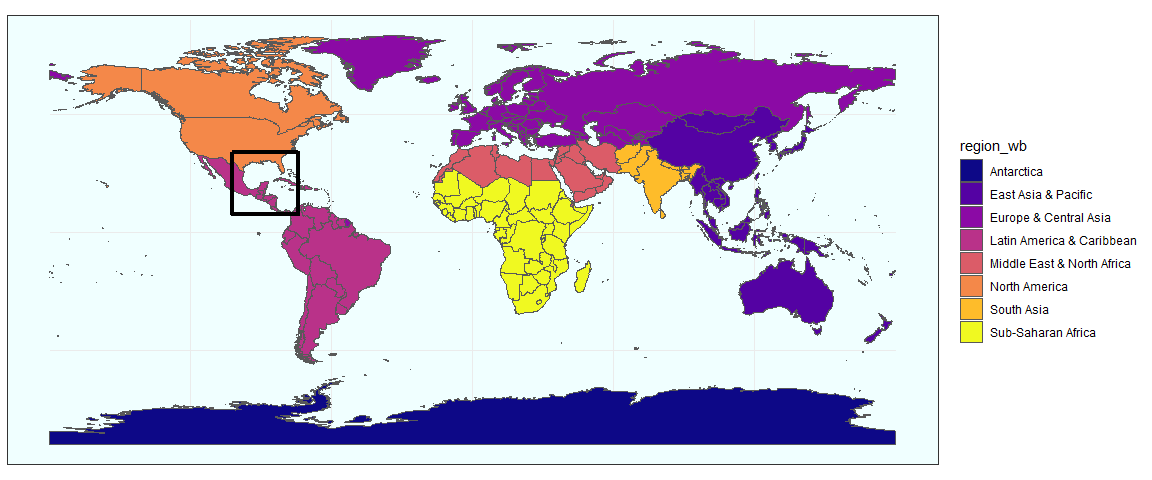 region_wb
Antarctica
East Asia & Pacific
Europe & Central Asia
Latin America & Caribbean
Middle East & North Africa
North America
South Asia
Sub-Saharan Africa